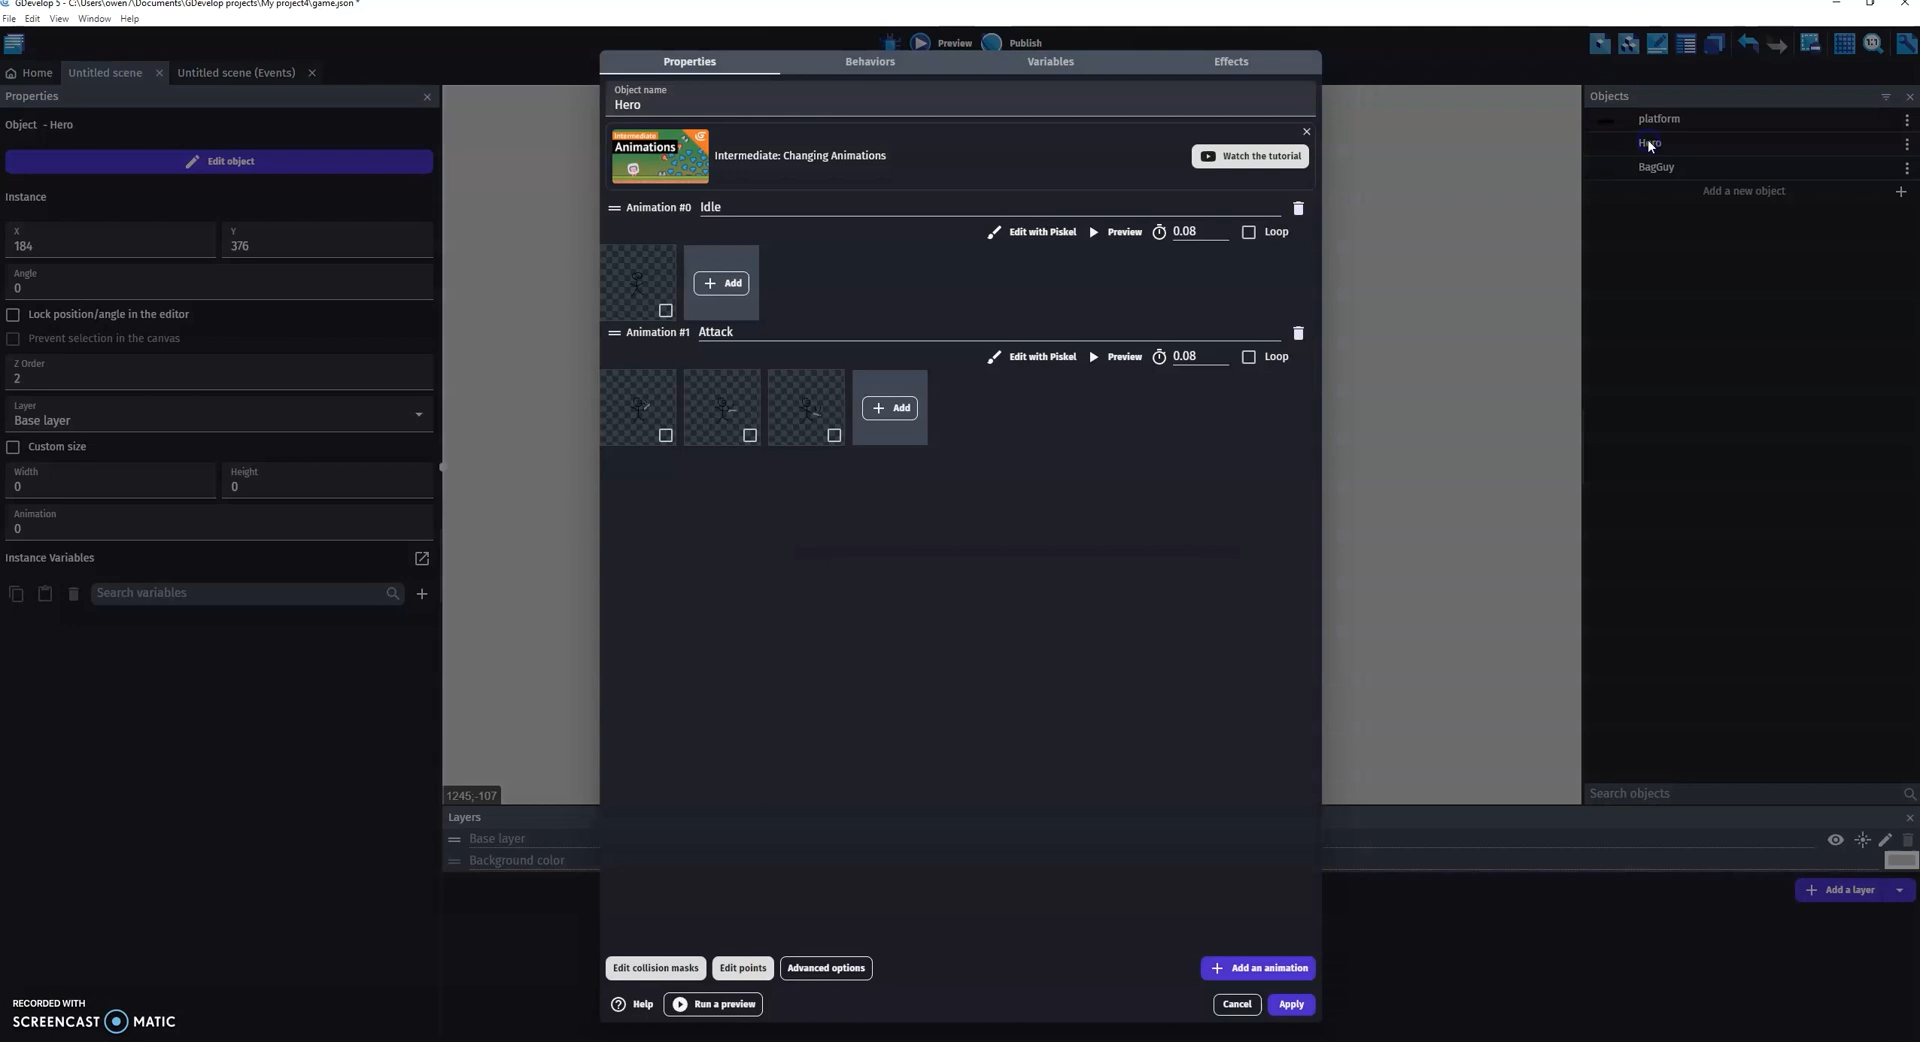 GDevelop 5 - C:\Users\owen7\Documents\GDevelop projects\My project4\game.json *
File Edit View Window Help
Preview Publish
Home Untitled scene Untitled scene (Events)
Properties
Object - Hero
Edit object
Instance
X
184
Y
376
Angle
0
Lock position/angle in the editor
Prevent selection in the canvas
Z Order
2
Layer
Base layer
Custom size
Width
0
Height
0
Animation
0
Instance Variables
Search variables
RECORDED WITH
SCREENCAST MATIC
Properties Behaviors Variables Effects
Object name
Hero
Intermediate
Animations
Intermediate: Changing Animations
Watch the tutorial
Animation #0 Idle
Edit with Piskel Preview 0.08 Loop
Add
Animation #1 Attack
Edit with Piskel Preview 0.08 Loop
Add
Edit collision masks Edit points Advanced options Add an animation
Help Run a preview Cancel Apply
1245;-107
Layers
Base layer
Background color
Add a layer
Objects
platform
Hero
BagGuy
Add a new object
Search objects
1:1